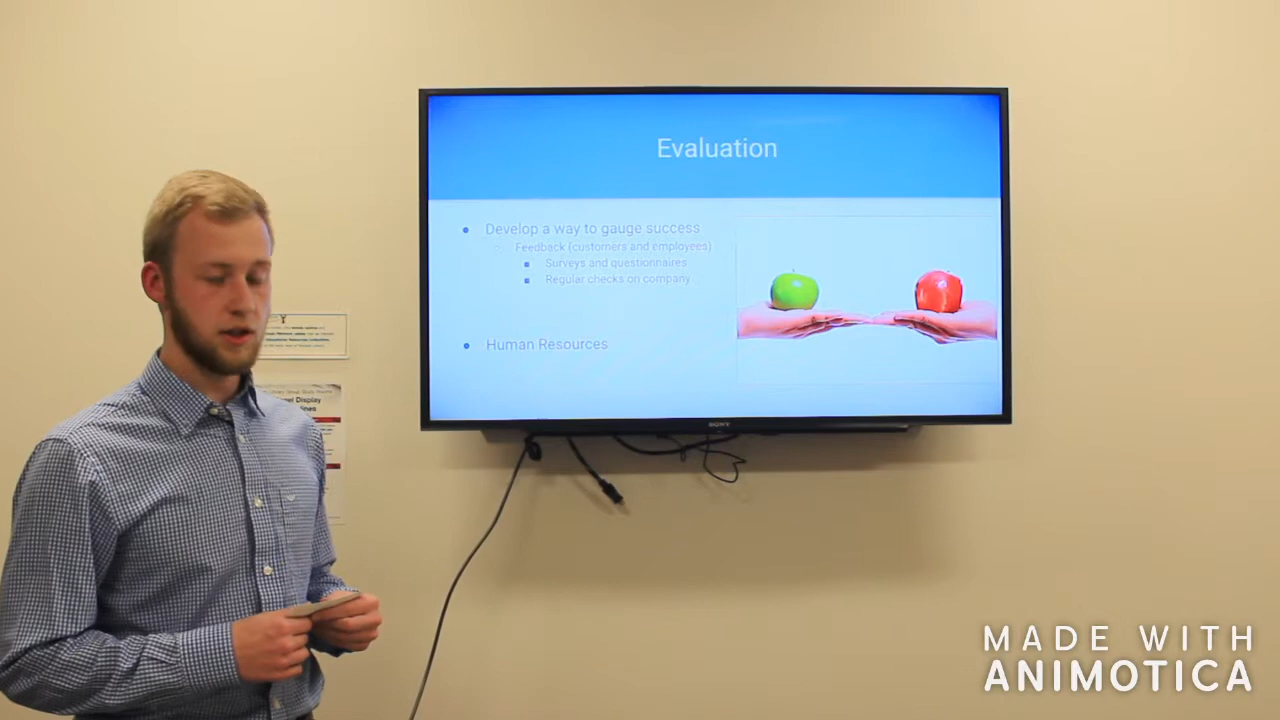 Evaluation
Develop a way to gauge success
Feedback (customers and employees)
Surveys and questionnaires
Regular checks on company
Human Resources
SONY
Display
MADE WITH
ANIMOTICA